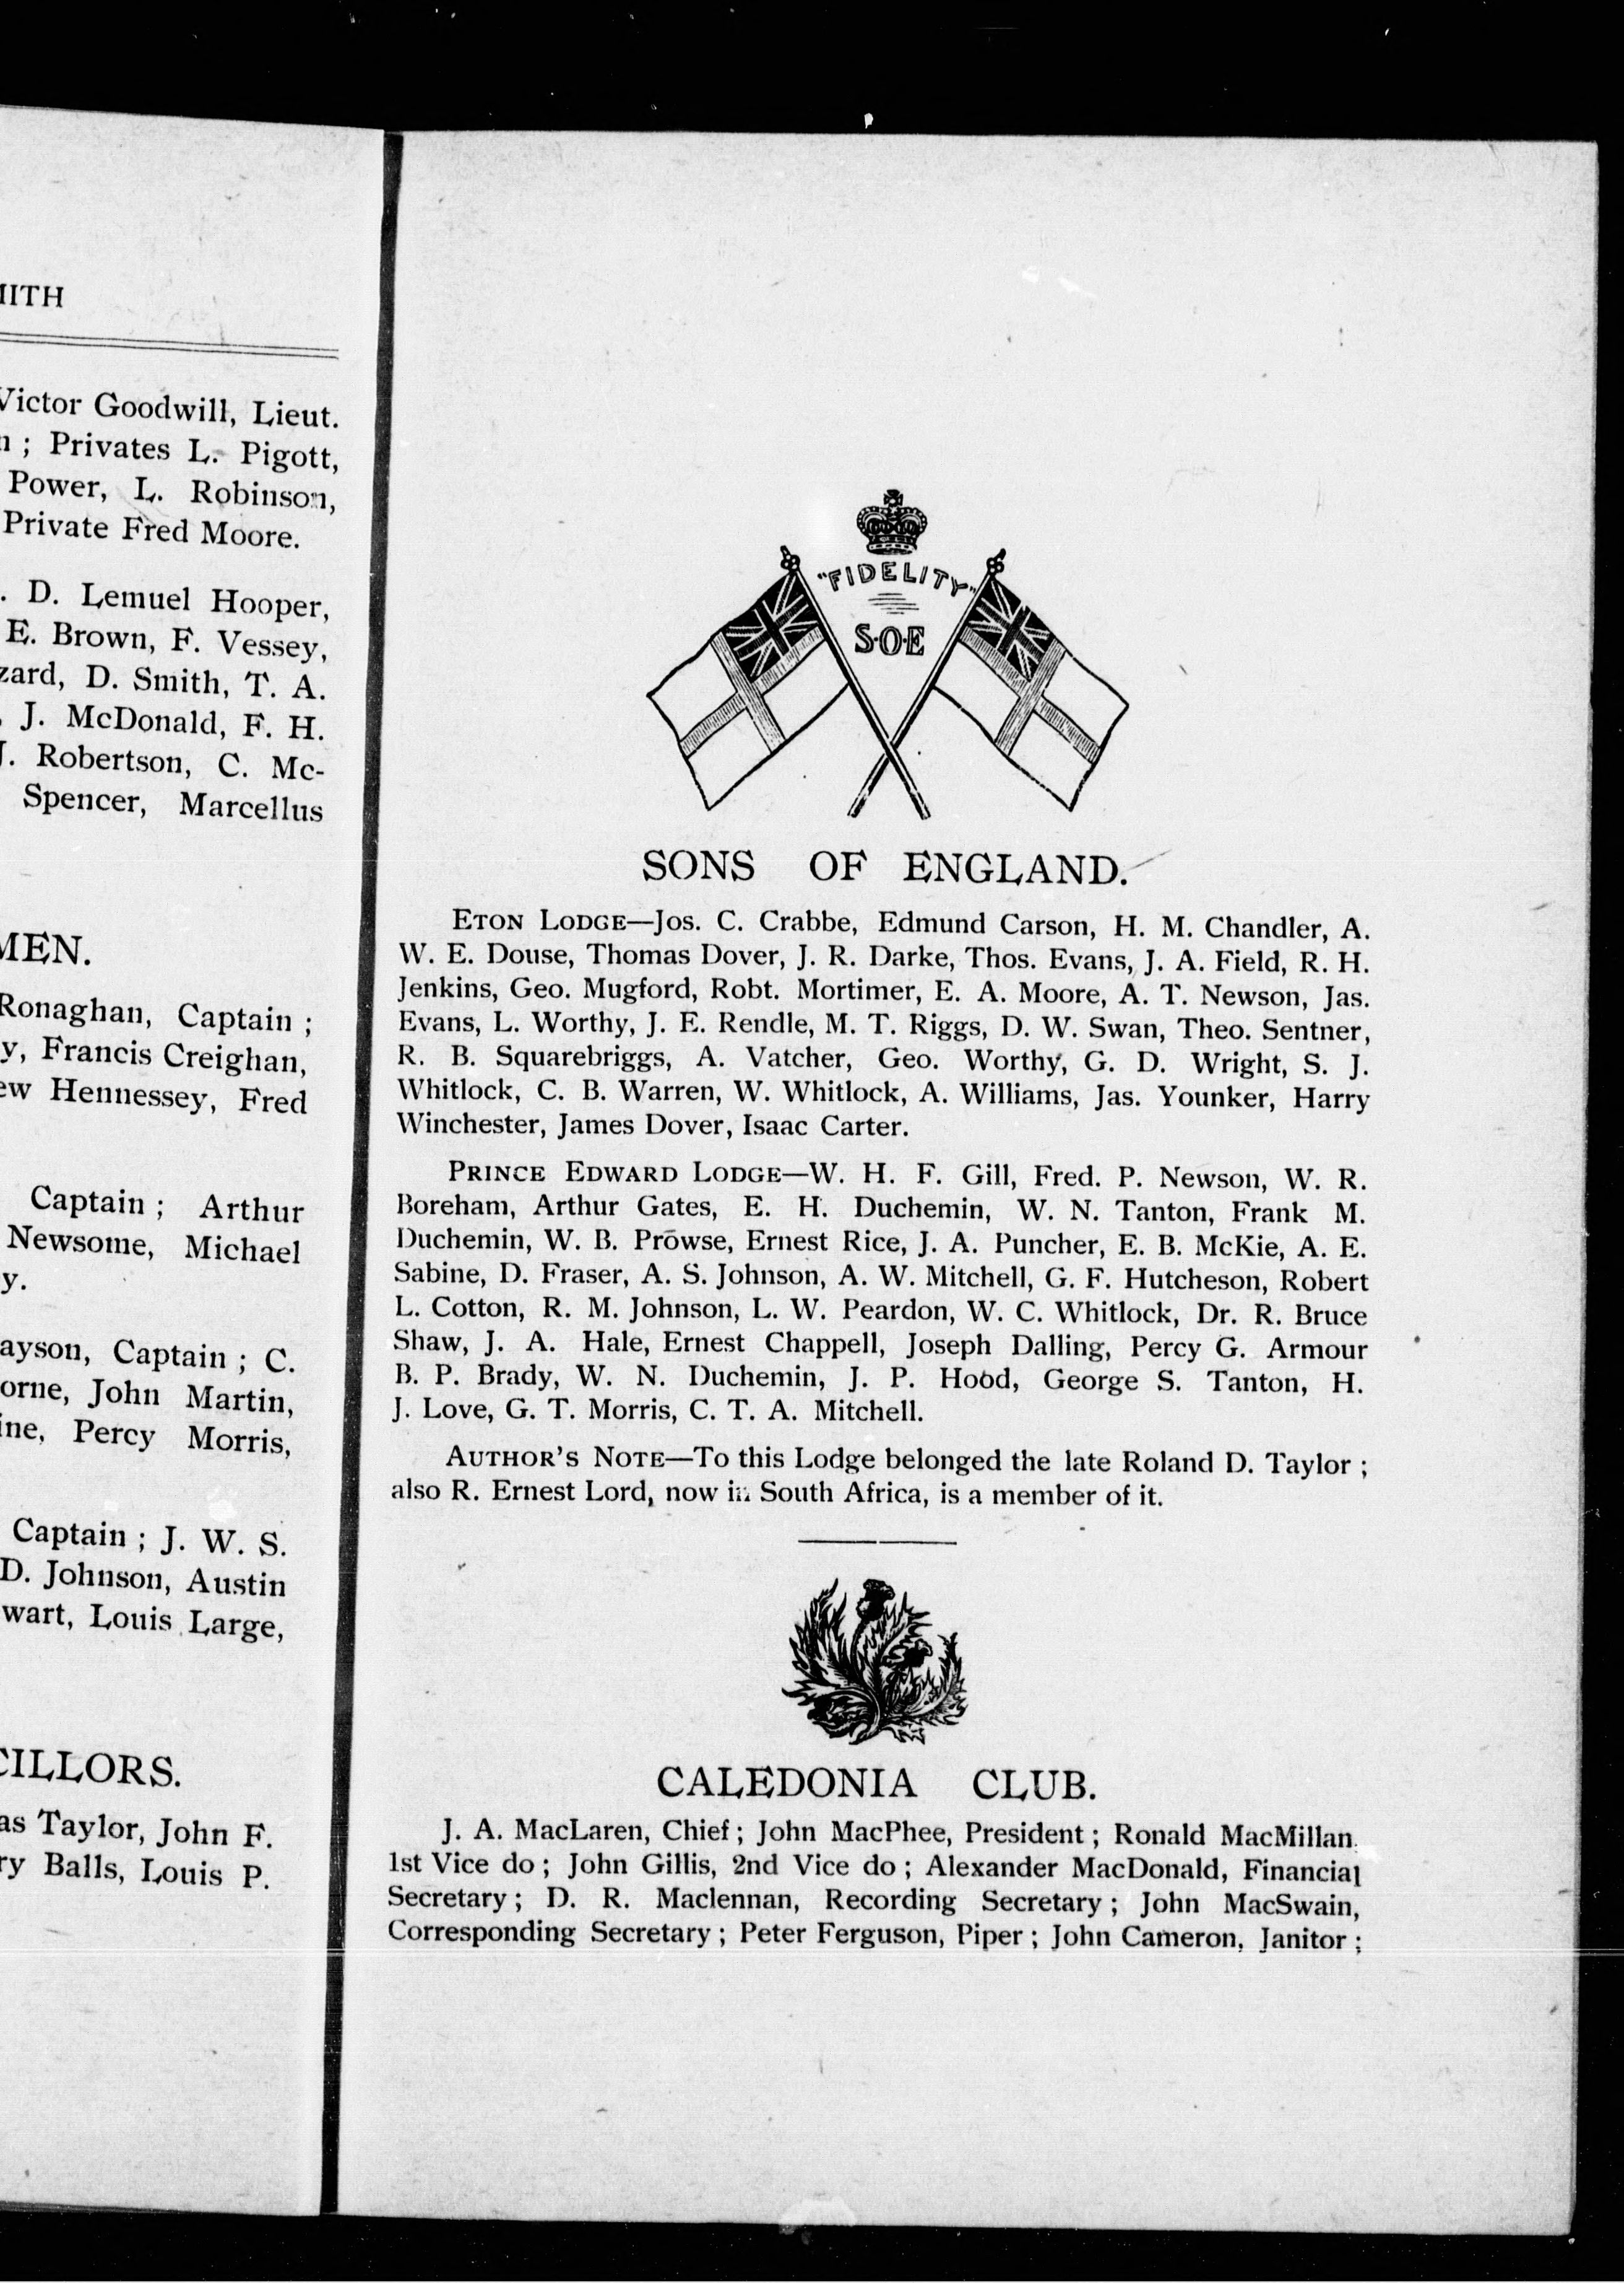 MITH
Victor Goodwill, Lieut.
; Privates L. Pigott,
Power, L. Robinson,
Private Fred Moore.
. D. Lemuel Hooper,
E. Brown, F. Vessey,
zard, D. Smith, T. A.
, J. McDonald, F. H.
J. Robertson, C. Mc-
Spencer, Marcellus
MEN.
Ronaghan, Captain ;
y, Francis Creighan,
ew Hennessey, Fred
Captain ; Arthur
Newsome, Michael
y.
ayson, Captain ; C.
orne, John Martin,
ine, Percy Morris,
Captain ; J. W. S.
D. Johnson, Austin
wart, Louis Large,
CILLORS.
as Taylor, John F.
ry Balls, Louis P.
"FIDELITY"
S.O.E
SONS OF ENGLAND.
ETON LODGE—Jos. C. Crabbe, Edmund Carson, H. M. Chandler, A.
W. E. Douse, Thomas Dover, J. R. Darke, Thos. Evans, J. A. Field, R. H.
Jenkins, Geo. Mugford, Robt. Mortimer, E. A. Moore, A. T. Newson, Jas.
Evans, L. Worthy, J. E. Rendle, M. T. Riggs, D. W. Swan, Theo. Sentner,
R. B. Squarebriggs, A. Vatcher, Geo. Worthy, G. D. Wright, S. J.
Whitlock, C. B. Warren, W. Whitlock, A. Williams, Jas. Younker, Harry
Winchester, James Dover, Isaac Carter.
PRINCE EDWARD LODGE—W. H. F. Gill, Fred. P. Newson, W. R.
Boreham, Arthur Gates, E. H. Duchemin, W. N. Tanton, Frank M.
Duchemin, W. B. Prowse, Ernest Rice, J. A. Puncher, E. B. McKie, A. E.
Sabine, D. Fraser, A. S. Johnson, A. W. Mitchell, G. F. Hutcheson, Robert
L. Cotton, R. M. Johnson, L. W. Peardon, W. C. Whitlock, Dr. R. Bruce
Shaw, J. A. Hale, Ernest Chappell, Joseph Dalling, Percy G. Armour
B. P. Brady, W. N. Duchemin, J. P. Hood, George S. Tanton, H.
J. Love, G. T. Morris, C. T. A. Mitchell.
AUTHOR'S NOTE—To this Lodge belonged the late Roland D. Taylor ;
also R. Ernest Lord, now in South Africa, is a member of it.
CALEDONIA CLUB.
J. A. MacLaren, Chief ; John MacPhee, President ; Ronald MacMillan
1st Vice do ; John Gillis, 2nd Vice do ; Alexander MacDonald, Financial
Secretary ; D. R. Maclennan, Recording Secretary ; John MacSwain,
Corresponding Secretary ; Peter Ferguson, Piper ; John Cameron, Janitor ;